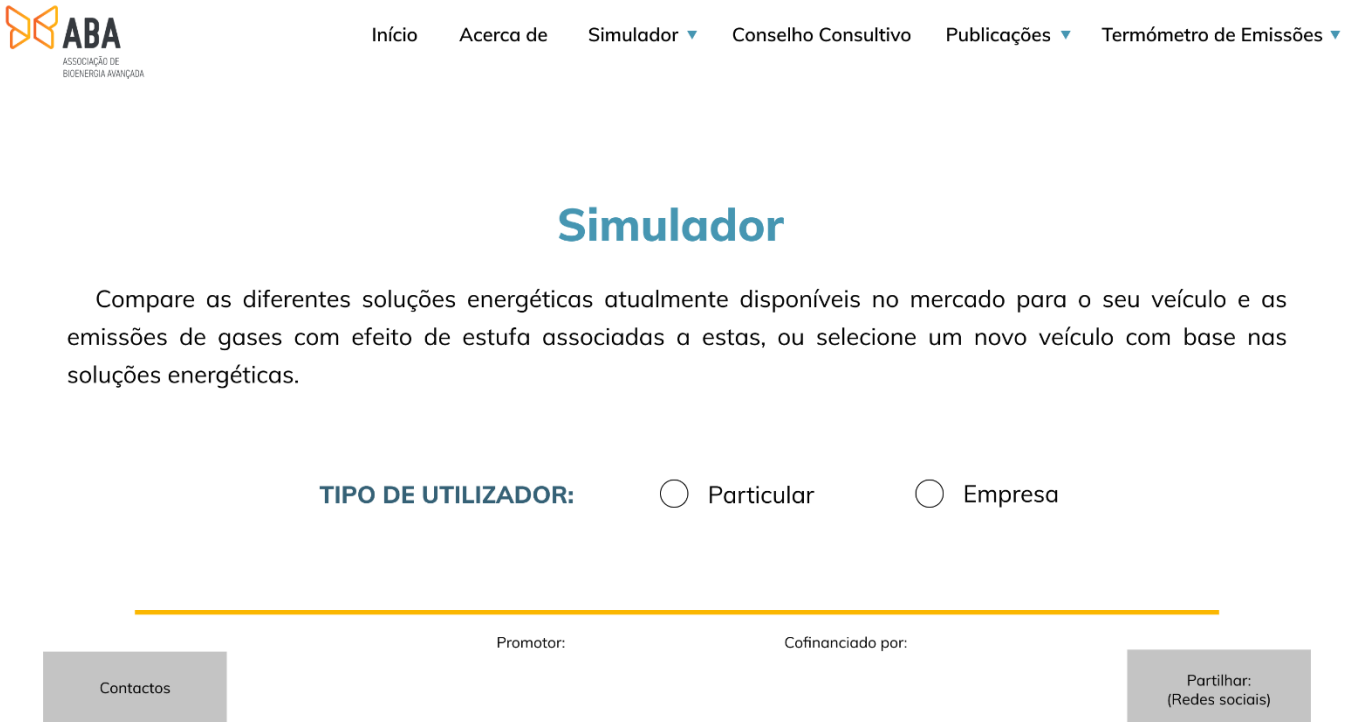 ABA
ASSOCIAÇÃO DE
BIOENERGIA AVANÇADA
Início Acerca de Simulador Conselho Consultivo Publicações Termómetro de Emissões
Simulador
Compare as diferentes soluções energéticas atualmente disponíveis no mercado para o seu veículo e as
emissões de gases com efeito de estufa associadas a estas, ou selecione um novo veículo com base nas
soluções energéticas.
TIPO DE UTILIZADOR: Particular Empresa
Promotor: Cofinanciado por:
Contactos
Partilhar:
(Redes sociais)